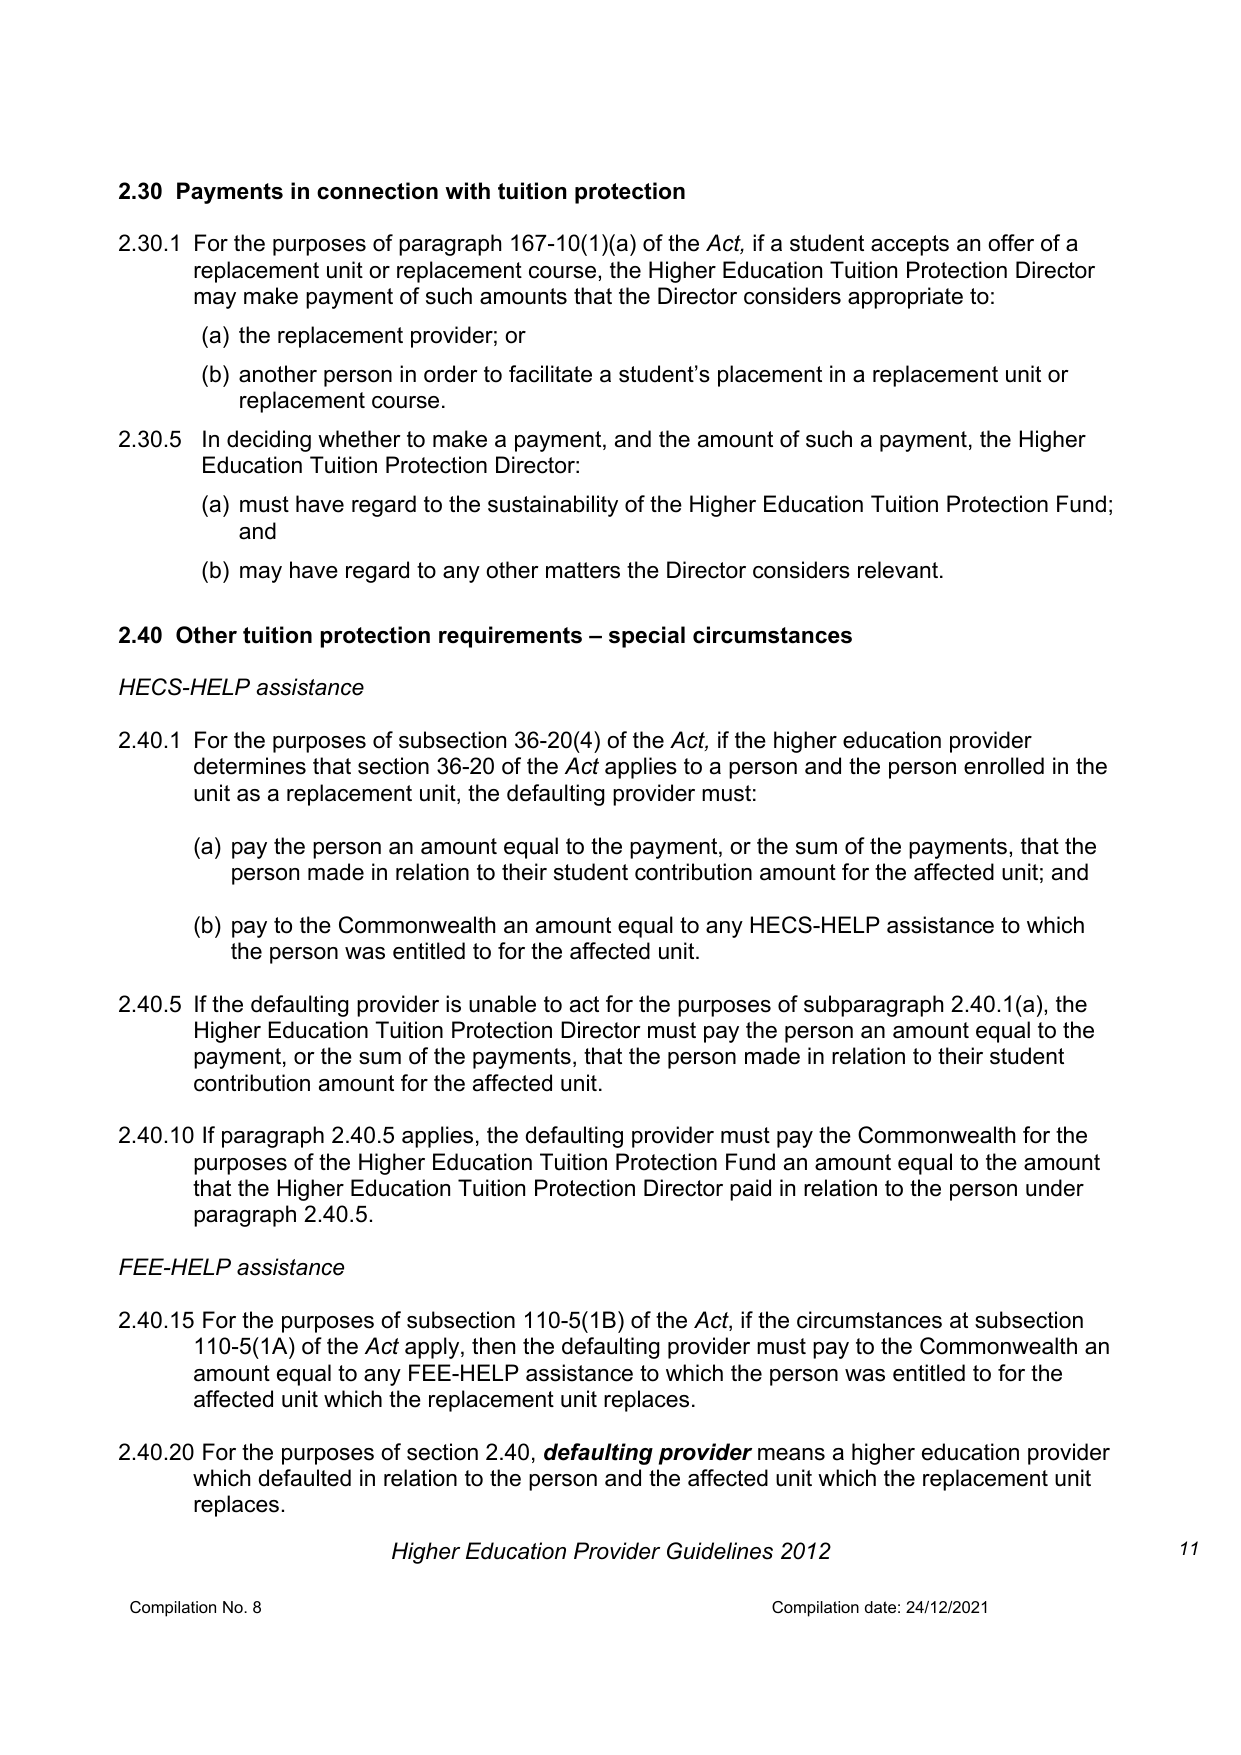 2.30 Payments in connection with tuition protection
2.30.1 For the purposes of paragraph 167-10(1)(a) of the Act, if a student accepts an offer of a
replacement unit or replacement course, the Higher Education Tuition Protection Director
may make payment of such amounts that the Director considers appropriate to:
(a) the replacement provider; or
(b) another person in order to facilitate a student’s placement in a replacement unit or
replacement course.
2.30.5 In deciding whether to make a payment, and the amount of such a payment, the Higher
Education Tuition Protection Director:
(a) must have regard to the sustainability of the Higher Education Tuition Protection Fund;
and
(b) may have regard to any other matters the Director considers relevant.
2.40 Other tuition protection requirements – special circumstances
HECS-HELP assistance
2.40.1 For the purposes of subsection 36-20(4) of the Act, if the higher education provider
determines that section 36-20 of the Act applies to a person and the person enrolled in the
unit as a replacement unit, the defaulting provider must:
(a) pay the person an amount equal to the payment, or the sum of the payments, that the
person made in relation to their student contribution amount for the affected unit; and
(b) pay to the Commonwealth an amount equal to any HECS-HELP assistance to which
the person was entitled to for the affected unit.
2.40.5 If the defaulting provider is unable to act for the purposes of subparagraph 2.40.1(a), the
Higher Education Tuition Protection Director must pay the person an amount equal to the
payment, or the sum of the payments, that the person made in relation to their student
contribution amount for the affected unit.
2.40.10 If paragraph 2.40.5 applies, the defaulting provider must pay the Commonwealth for the
purposes of the Higher Education Tuition Protection Fund an amount equal to the amount
that the Higher Education Tuition Protection Director paid in relation to the person under
paragraph 2.40.5.
FEE-HELP assistance
2.40.15 For the purposes of subsection 110-5(1B) of the Act, if the circumstances at subsection
110-5(1A) of the Act apply, then the defaulting provider must pay to the Commonwealth an
amount equal to any FEE-HELP assistance to which the person was entitled to for the
affected unit which the replacement unit replaces.
2.40.20 For the purposes of section 2.40, defaulting provider means a higher education provider
which defaulted in relation to the person and the affected unit which the replacement unit
replaces.
Higher Education Provider Guidelines 2012 11
Compilation No. 8 Compilation date: 24/12/2021